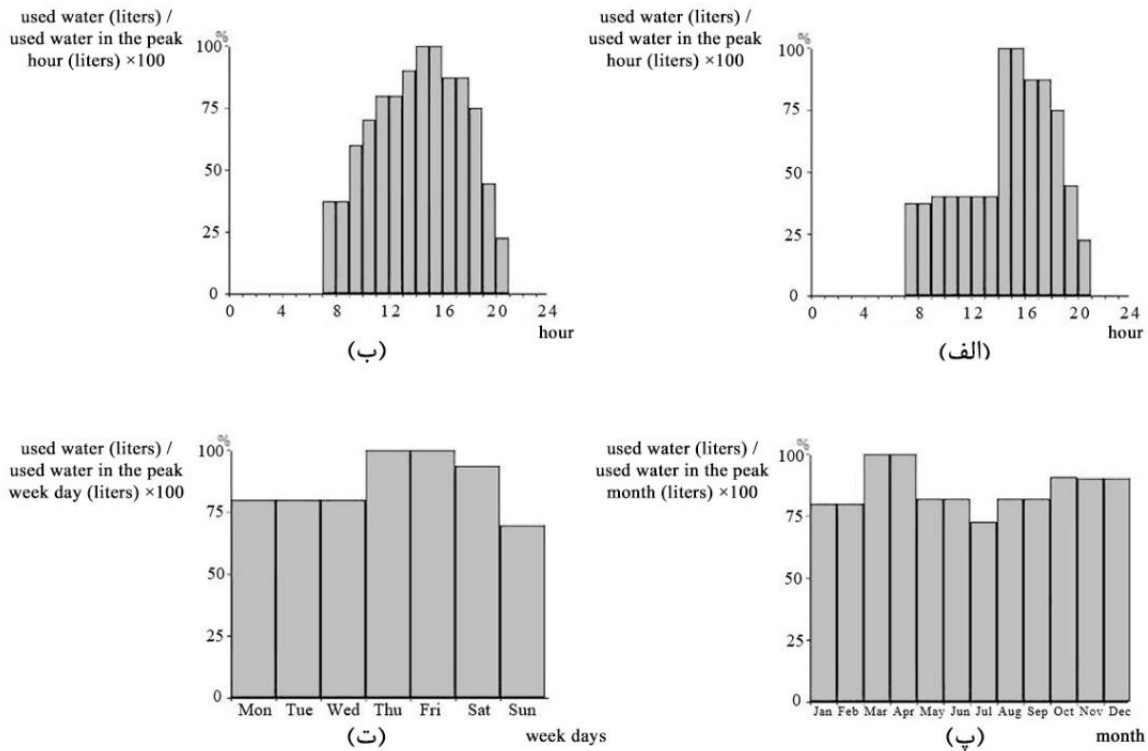 used water (liters) /
used water in the peak
hour (liters) ×100
%
100
75
50
25
0
0 4 8 12 16 20 24
hour
(ب)
used water (liters) /
used water in the peak
hour (liters) ×100
%
100
75
50
25
0
0 4 8 12 16 20 24
hour
(الف)
used water (liters) /
used water in the peak
week day (liters) ×100
%
100
75
50
25
0
Mon Tue Wed Thu Fri Sat Sun
(ت)
week days
used water (liters) /
used water in the peak
month (liters) ×100
%
100
75
50
25
0
Jan Feb Mar Apr May Jun Jul Aug Sep Oct Nov Dec
(پ)
month